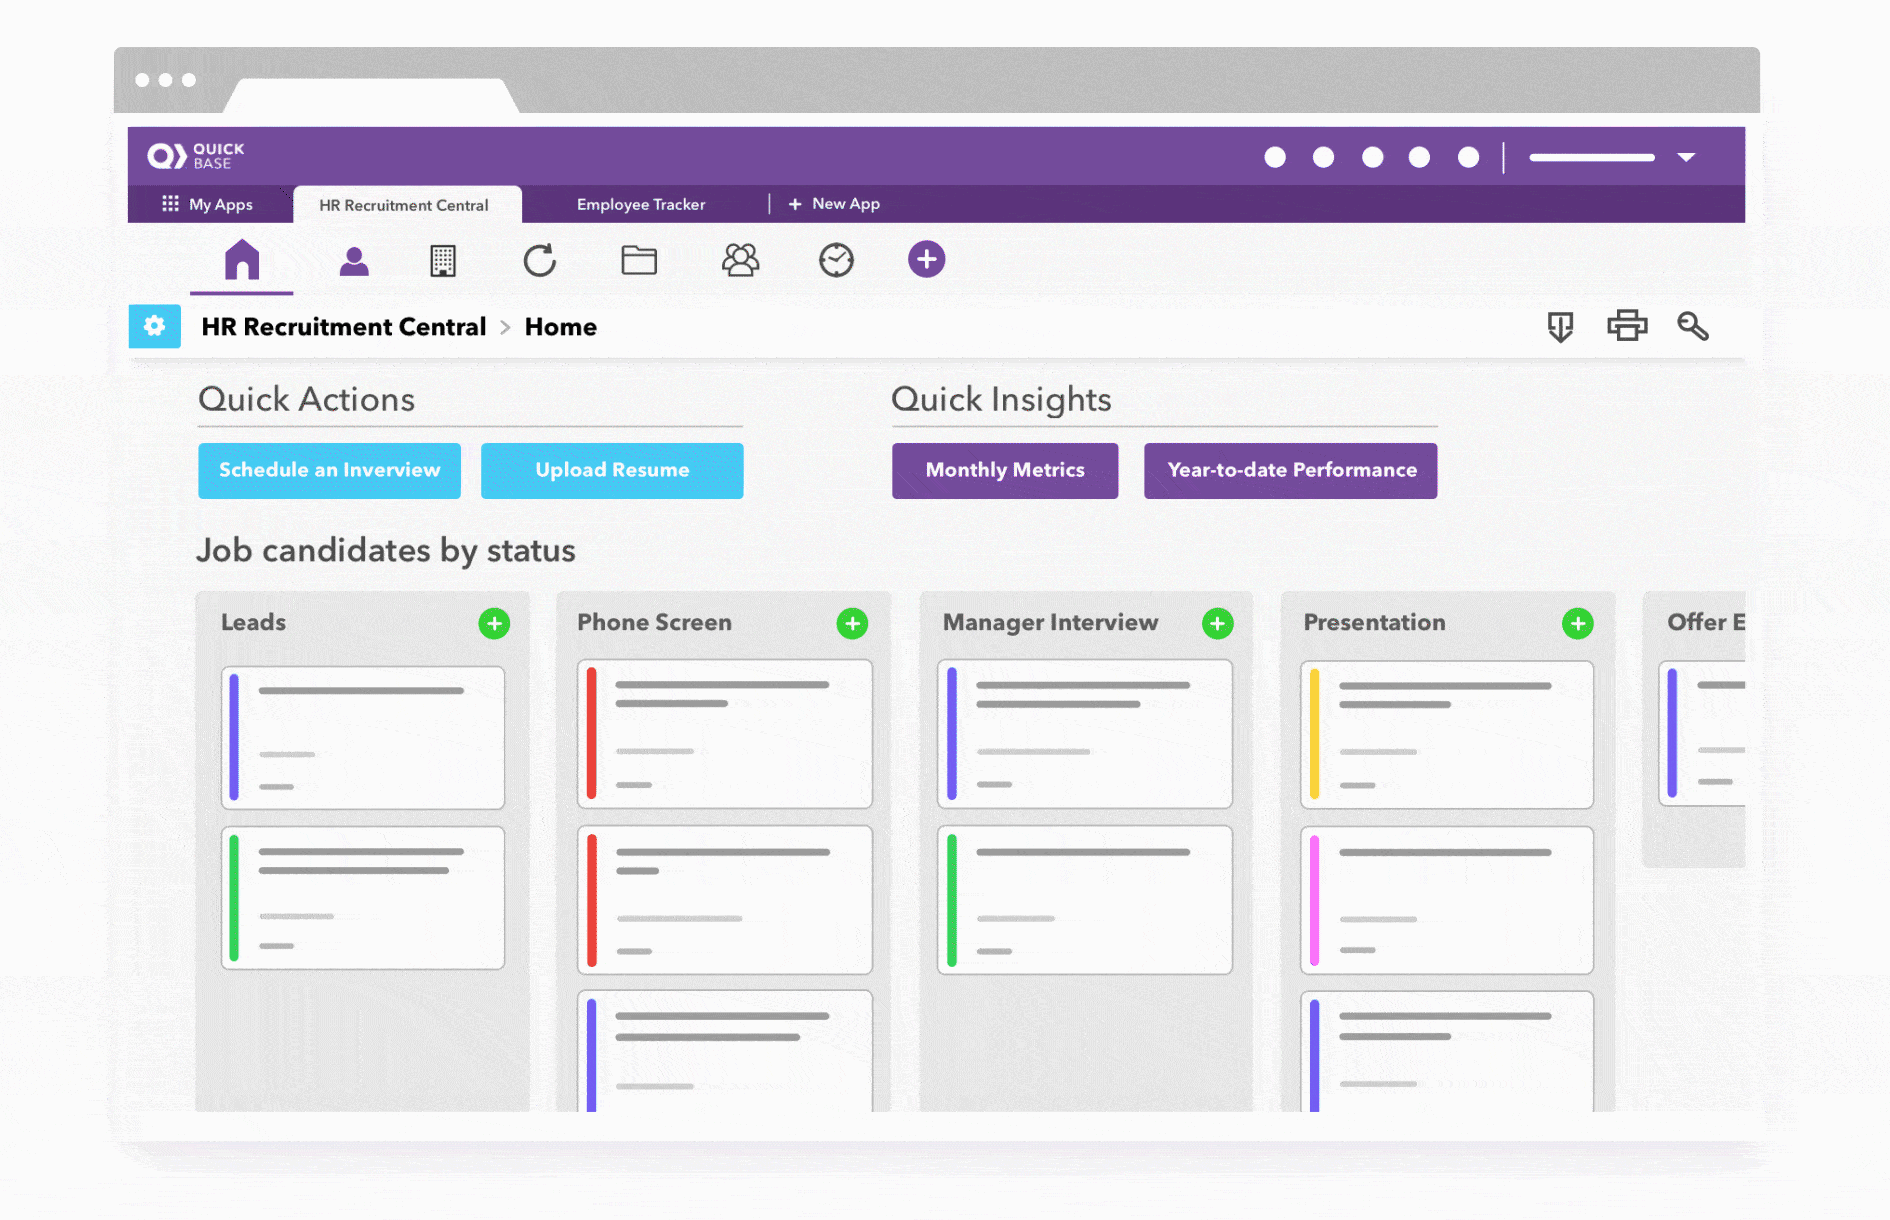 QUICK
BASE
My Apps
HR Recruitment Central
Employee Tracker
+ New App
HR Recruitment Central > Home
Quick Actions
Quick Insights
Schedule an Inverview
Upload Resume
Monthly Metrics
Year-to-date Performance
Job candidates by status
Leads
Phone Screen
Manager Interview
Presentation
Offer E